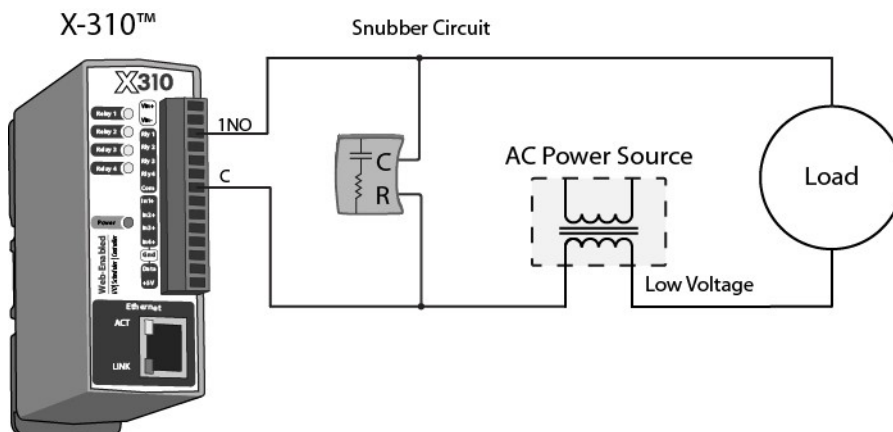 X-310™
Snubber Circuit
X310
Relay 1
Relay 2
Relay 3
Relay 4
Vin+
Vin-
Rly 1
Rly 2
Rly 3
Rly 4
Com
In1+
In2+
In3+
In4+
Gnd
Data
+5V
Power
Web-Enabled
I/O | Scheduler | Controller
Ethernet
ACT
LINK
1NO
C
C
R
AC Power Source
Low Voltage
Load